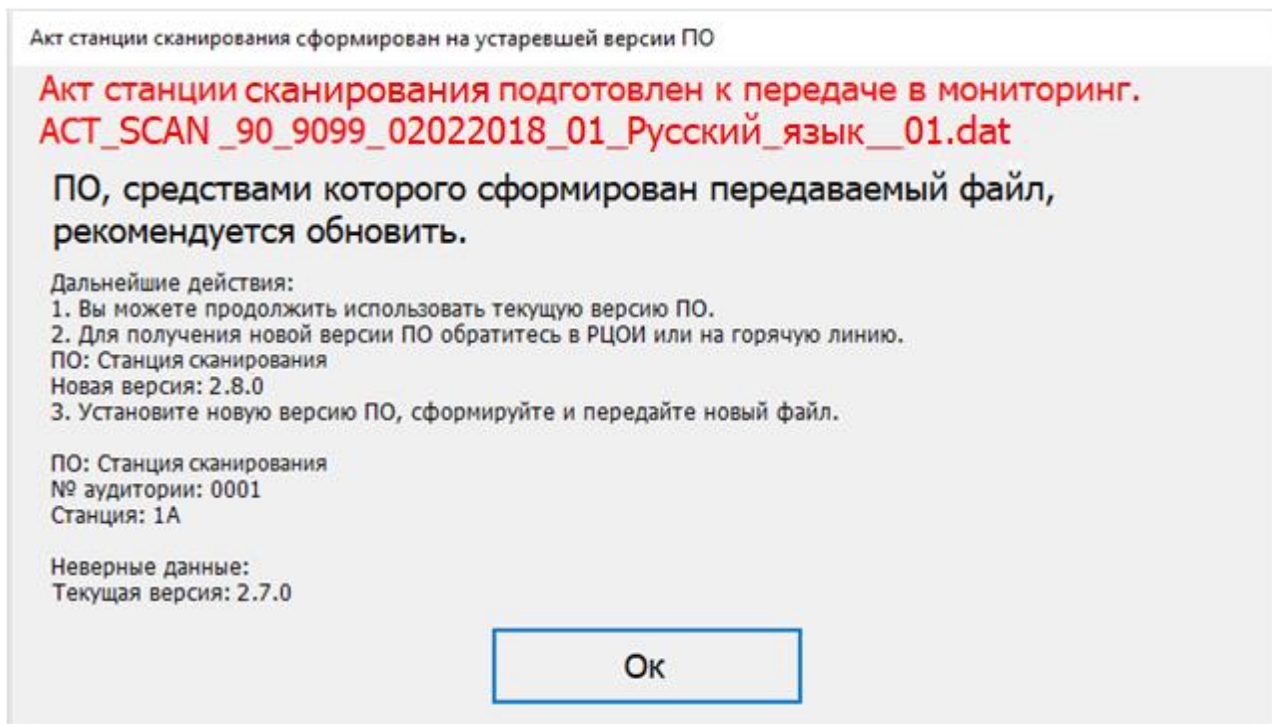 Акт станции сканирования сформирован на устаревшей версии ПО
Акт станции сканирования подготовлен к передаче в мониторинг.
ACT_SCAN _90_9099_02022018_01_Русский_язык__01.dat
ПО, средствами которого сформирован передаваемый файл,
рекомендуется обновить.
Дальнейшие действия:
1. Вы можете продолжить использовать текущую версию ПО.
2. Для получения новой версии ПО обратитесь в РЦОИ или на горячую линию.
ПО: Станция сканирования
Новая версия: 2.8.0
3. Установите новую версию ПО, сформируйте и передайте новый файл.
ПО: Станция сканирования
№ аудитории: 0001
Станция: 1А
Неверные данные:
Текущая версия: 2.7.0
Ок